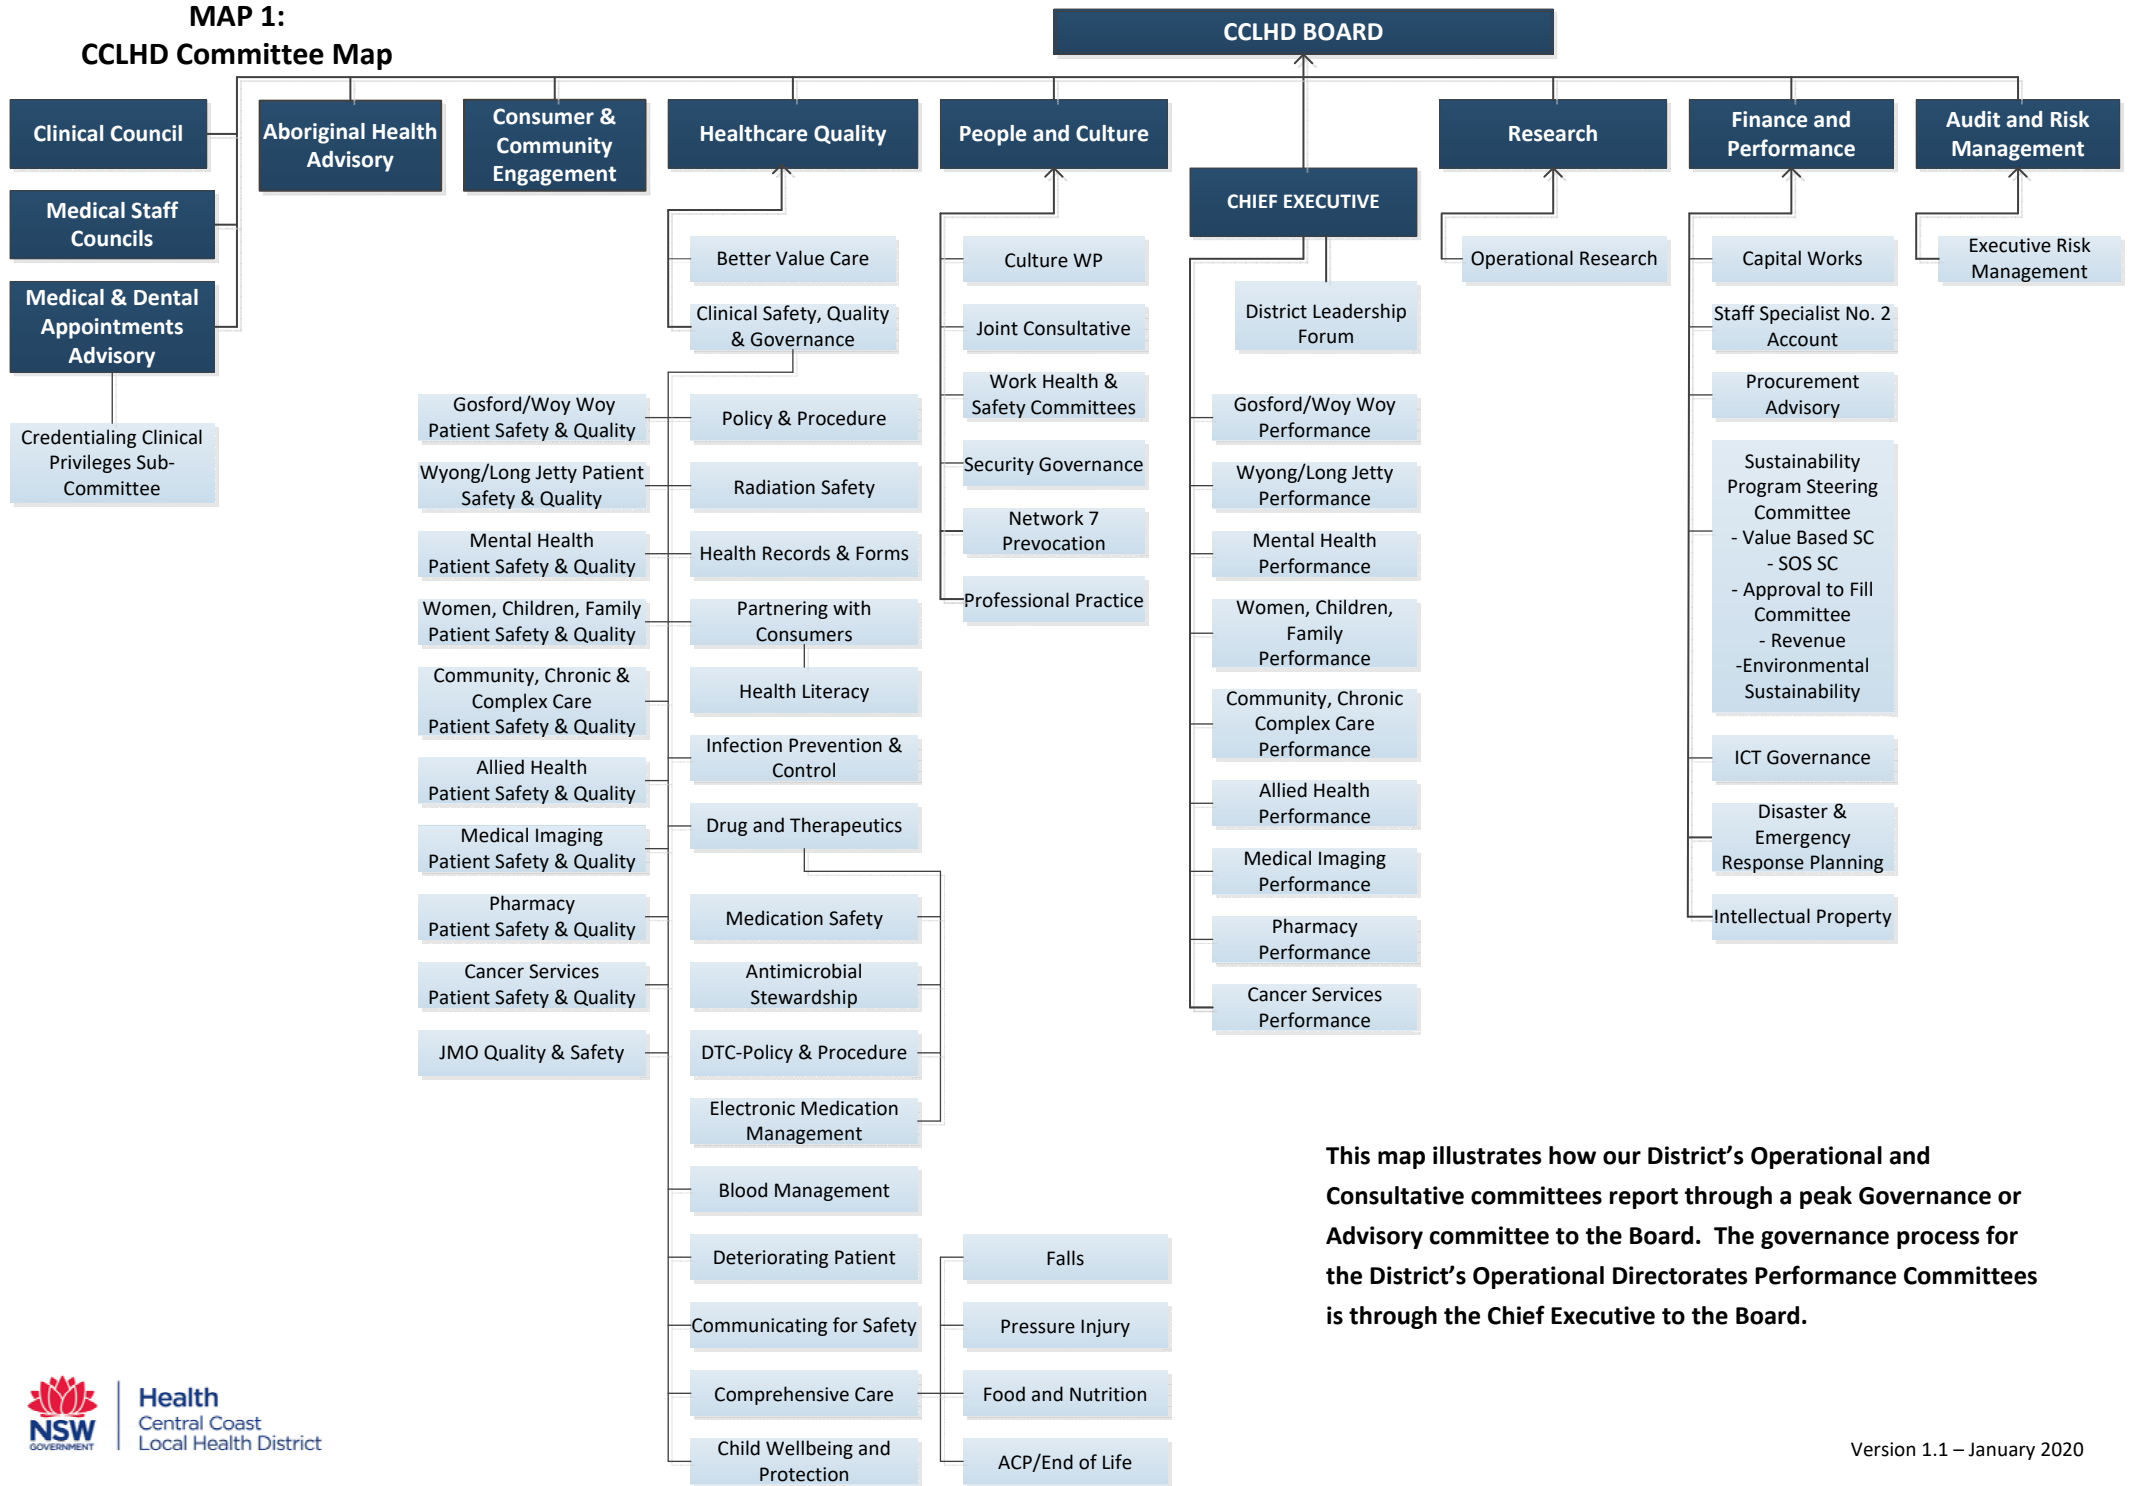 MAP 1:
CCLHD Committee Map
CCLHD BOARD
Clinical Council
Medical Staff
Councils
Medical & Dental
Appointments
Advisory
Credentialing Clinical
Privileges Sub-
Committee
Aboriginal Health
Advisory
Consumer &
Community
Engagement
Healthcare Quality
Better Value Care
Clinical Safety, Quality
& Governance
Gosford/Woy Woy
Patient Safety & Quality
Wyong/Long Jetty Patient
Safety & Quality
Mental Health
Patient Safety & Quality
Women, Children, Family
Patient Safety & Quality
Community, Chronic &
Complex Care
Patient Safety & Quality
Allied Health
Patient Safety & Quality
Medical Imaging
Patient Safety & Quality
Pharmacy
Patient Safety & Quality
Cancer Services
Patient Safety & Quality
JMO Quality & Safety
Policy & Procedure
Radiation Safety
Health Records & Forms
Partnering with
Consumers
Health Literacy
Infection Prevention &
Control
Drug and Therapeutics
Medication Safety
Antimicrobial
Stewardship
DTC-Policy & Procedure
Electronic Medication
Management
Blood Management
Deteriorating Patient
Communicating for Safety
Comprehensive Care
Child Wellbeing and
Protection
Falls
Pressure Injury
Food and Nutrition
ACP/End of Life
People and Culture
Culture WP
Joint Consultative
Work Health &
Safety Committees
Security Governance
Network 7
Prevocation
Professional Practice
CHIEF EXECUTIVE
District Leadership
Forum
Gosford/Woy Woy
Performance
Wyong/Long Jetty
Performance
Mental Health
Performance
Women, Children,
Family
Performance
Community, Chronic
Complex Care
Performance
Allied Health
Performance
Medical Imaging
Performance
Pharmacy
Performance
Cancer Services
Performance
Research
Operational Research
Finance and
Performance
Capital Works
Staff Specialist No. 2
Account
Procurement
Advisory
Sustainability
Program Steering
Committee
- Value Based SC
- SOS SC
- Approval to Fill
Committee
- Revenue
-Environmental
Sustainability
ICT Governance
Disaster &
Emergency
Response Planning
Intellectual Property
Audit and Risk
Management
Executive Risk
Management
This map illustrates how our District’s Operational and
Consultative committees report through a peak Governance or
Advisory committee to the Board.  The governance process for
the District’s Operational Directorates Performance Committees
is through the Chief Executive to the Board.
NSW
GOVERNMENT
Health
Central Coast
Local Health District
Version 1.1 – January 2020